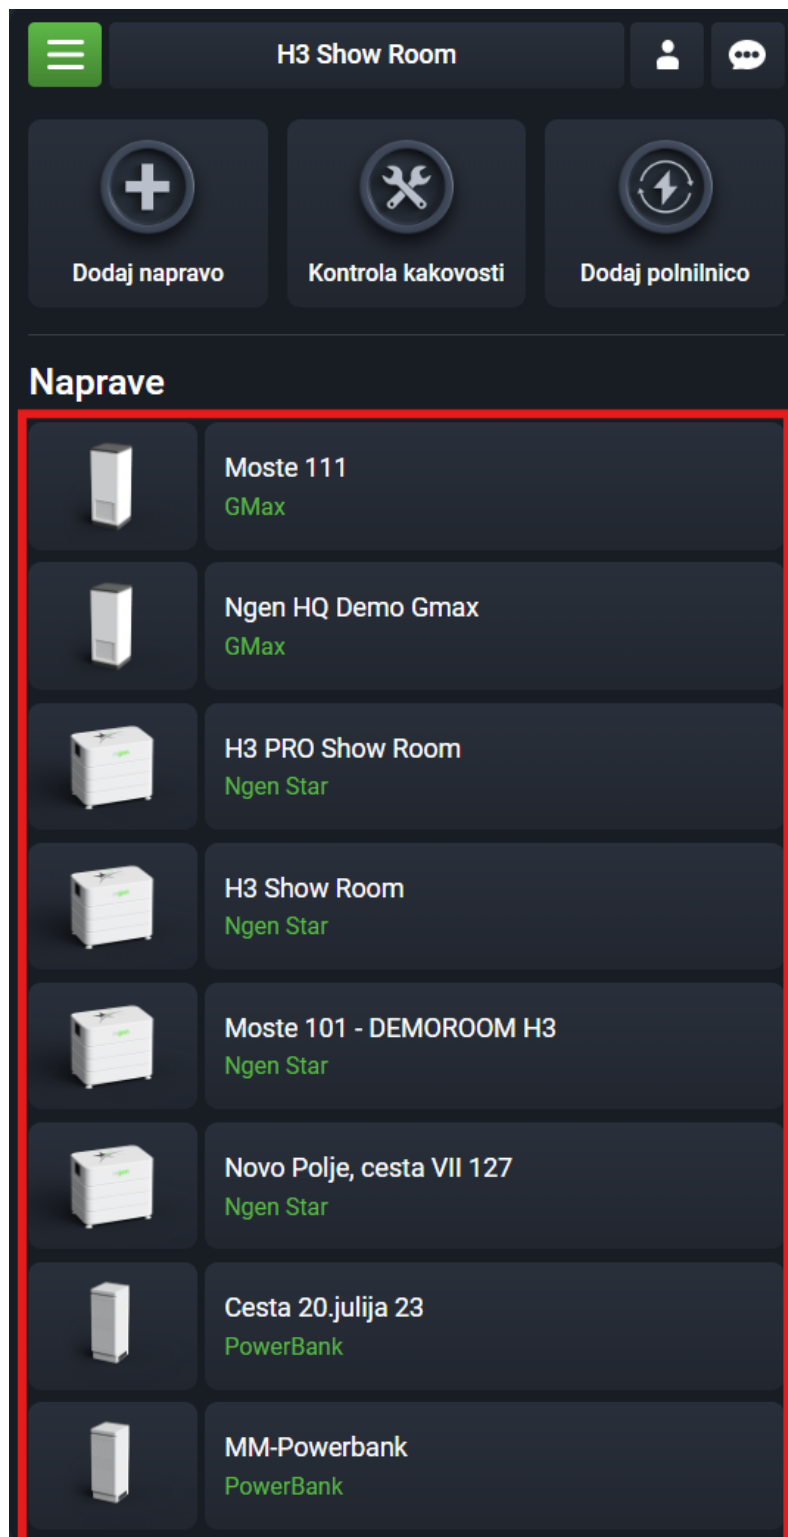 H3 Show Room
Dodaj napravo
Kontrola kakovosti
Dodaj polnilnico
Naprave
Moste 111
GMax
Ngen HQ Demo Gmax
GMax
H3 PRO Show Room
Ngen Star
H3 Show Room
Ngen Star
Moste 101 - DEMOROOM H3
Ngen Star
Novo Polje, cesta VII 127
Ngen Star
Cesta 20.julija 23
PowerBank
MM-Powerbank
PowerBank